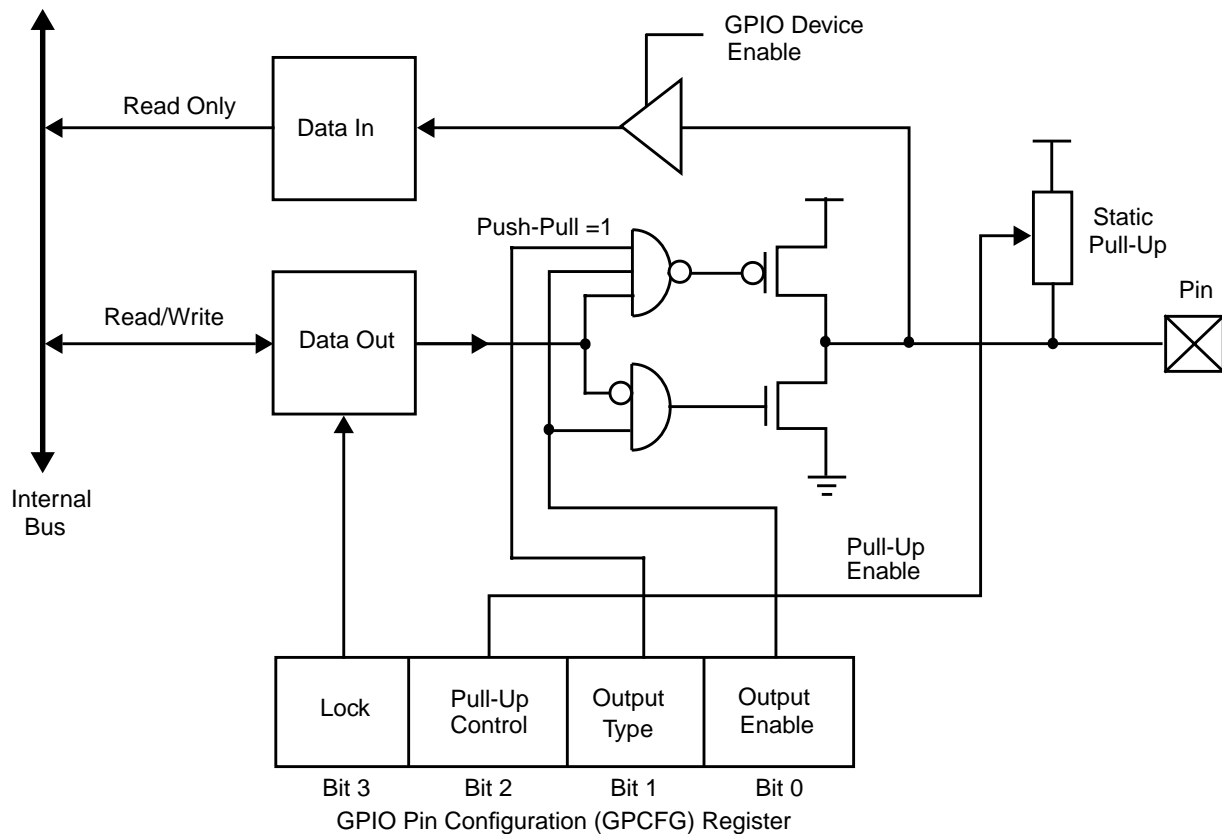 GPIO Device
Enable
Read Only
Data In
Static
Pull-Up
Push-Pull =1
Pin
Read/Write
Data Out
Internal
Bus
Pull-Up
Enable
Lock
Pull-Up
Control
Output
Type
Output
Enable
Bit 3
Bit 2
Bit 1
Bit 0
GPIO Pin Configuration (GPCFG) Register